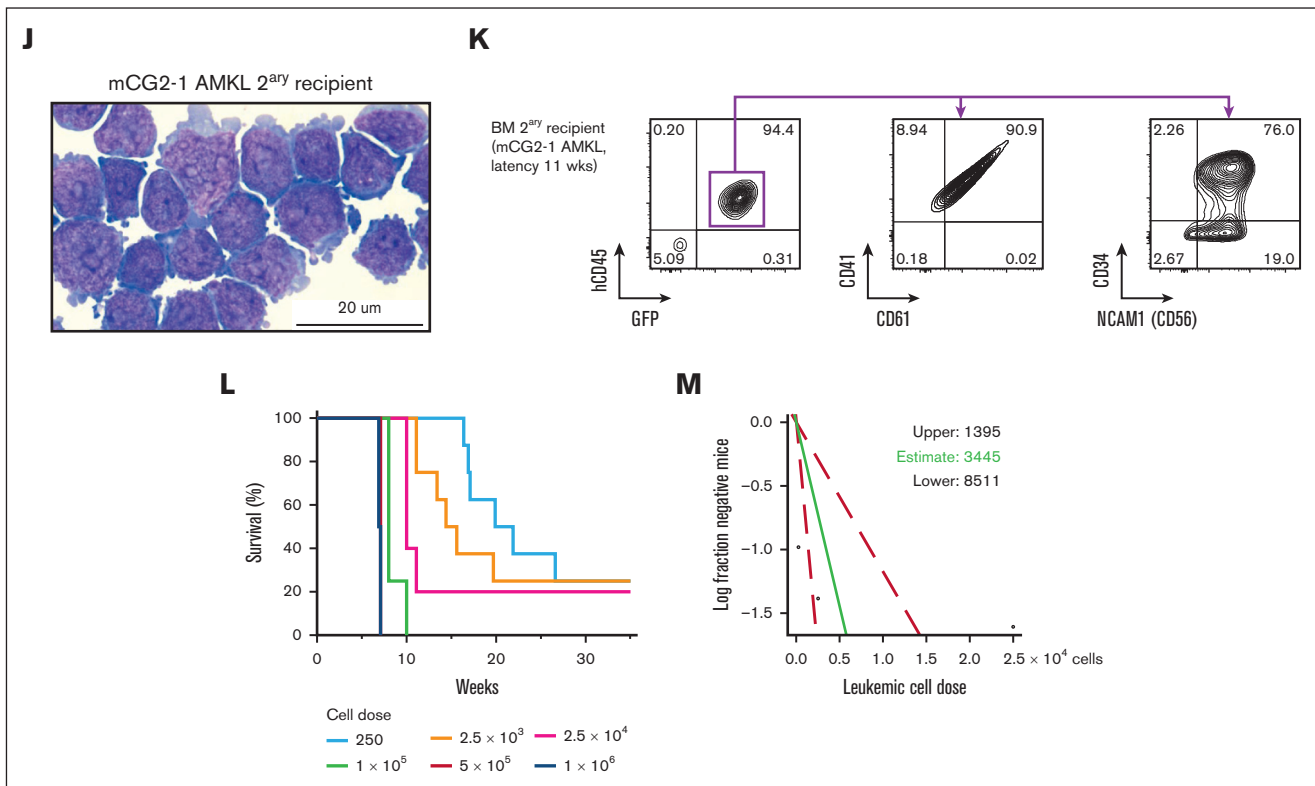 J
mCG2-1 AMKL 2ary recipient
20 um
K
BM 2ary recipient
(mCG2-1 AMKL,
latency 11 wks)
0.20 94.4
5.09 0.31
hCD45
GFP
8.94 90.9
0.18 0.02
CD41
CD61
2.26 76.0
2.67 19.0
CD34
NCAM1 (CD56)
L
Survival (%)
100
80
60
40
20
0
0 10 20 30
Weeks
Cell dose
250 2.5 × 10³ 2.5 × 10⁴
1 × 10⁵ 5 × 10⁵ 1 × 10⁶
M
Log fraction negative mice
0.0
−0.5
−1.0
−1.5
Upper: 1395
Estimate: 3445
Lower: 8511
0.0 0.5 1.0 1.5 2.0 2.5 × 10⁴ cells
Leukemic cell dose